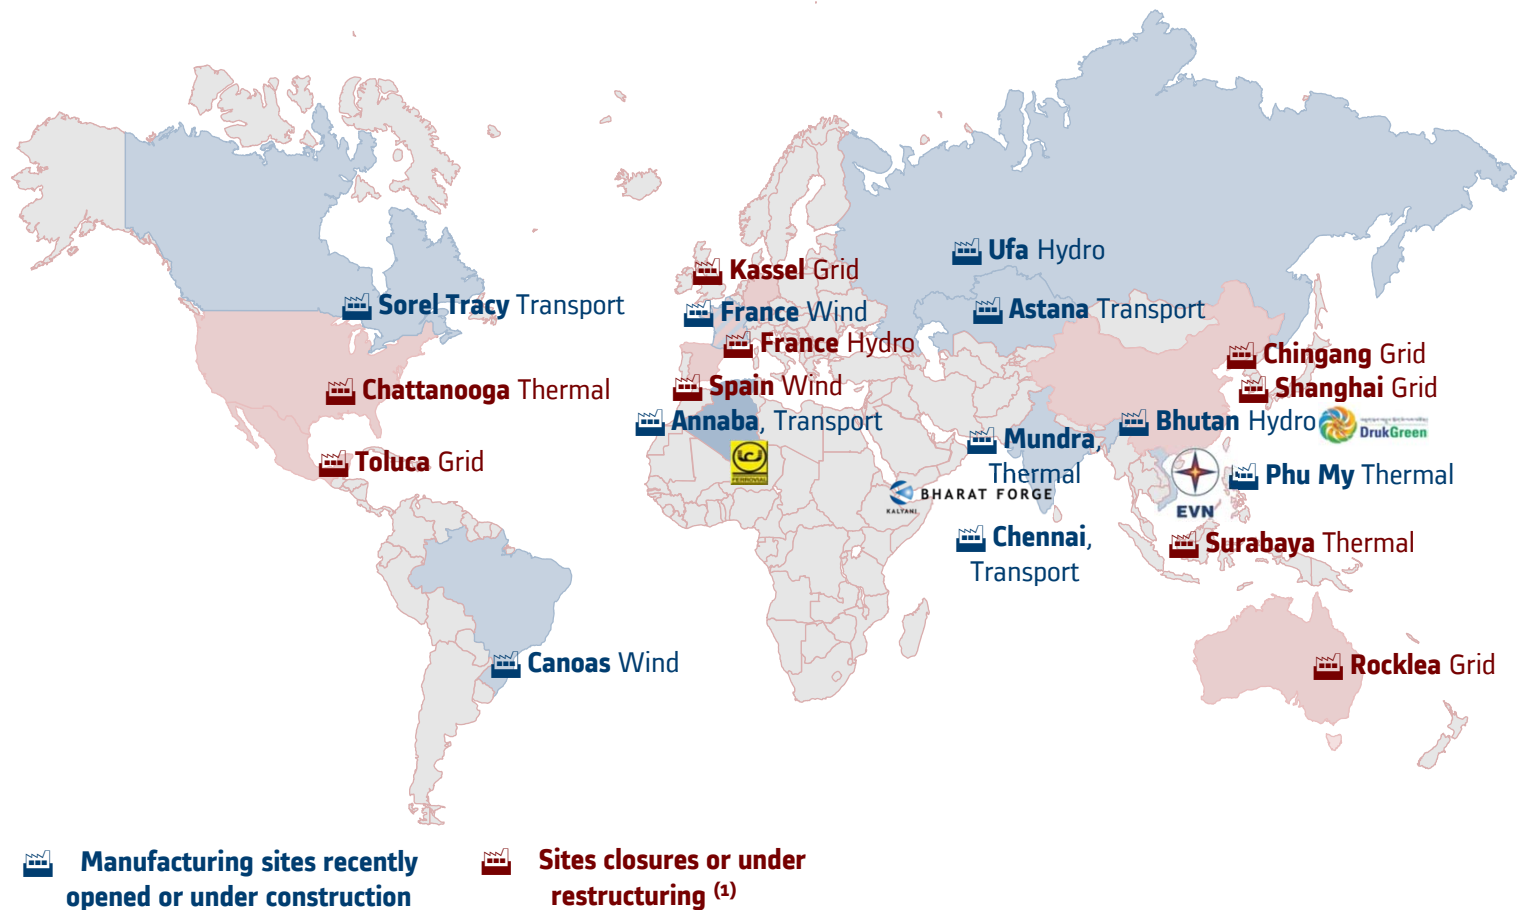 Ufa Hydro
Kassel Grid
Sorel Tracy Transport
France Wind
Astana Transport
France Hydro
Chingang Grid
Chattanooga Thermal
Spain Wind
Shanghai Grid
Annaba, Transport
Bhutan Hydro
DrukGreen
Mundra,
Thermal
Toluca Grid
FERROVIAL
Phu My Thermal
BHARAT FORGE
KALYANI
EVN
Chennai,
Transport
Surabaya Thermal
Canoas Wind
Rocklea Grid
Manufacturing sites recently
opened or under construction
Sites closures or under
restructuring (1)